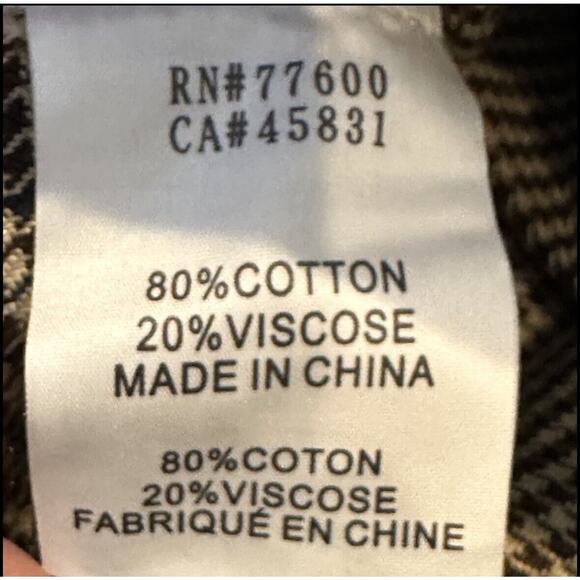 RN#77600
CA#45831
80%COTTON
20%VISCOSE
MADE IN CHINA
80%COTON
20%VISCOSE
FABRIQUÉ EN CHINE